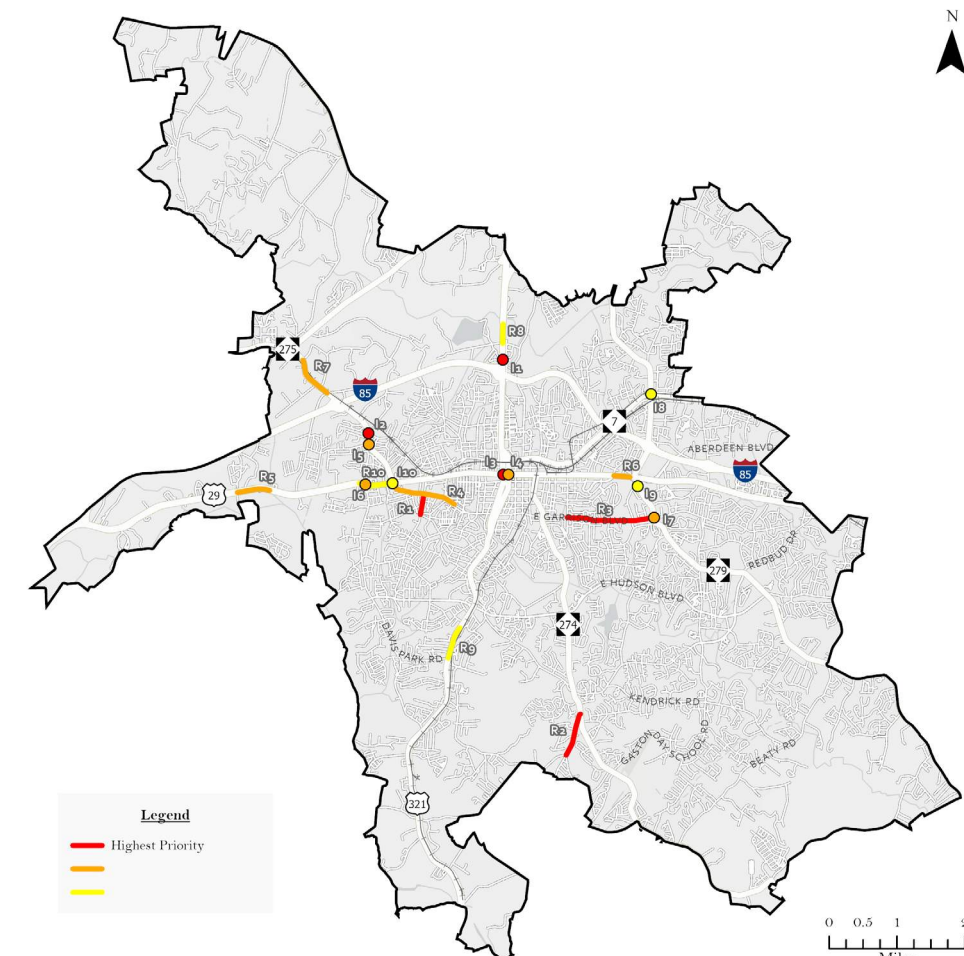 N
R8
I1
275
R7
85
I2
I5
7
I8
ABERDEEN BLVD
85
I3
I4
R10
I10
I6
R4
R1
R5
29
R6
I9
R3
E GARRISON BLVD
I7
REDBUD DR
279
E HUDSON BLVD
274
DAVIS PARK RD
R9
KENDRICK RD
R2
GASTON DAY SCHOOL RD
BEATY RD
321
Legend
Highest Priority
0 0.5 1 2
Miles